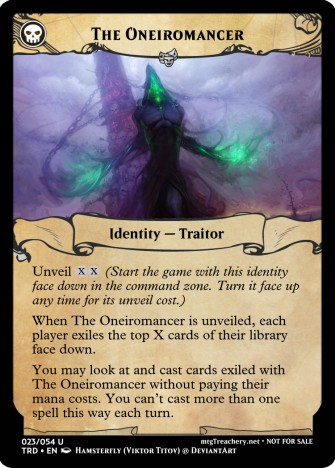 The Oneiromancer
Identity — Traitor
Unveil X X (Start the game with this identity
face down in the command zone. Turn it face up
any time for its unveil cost.)
When The Oneiromancer is unveiled, each
player exiles the top X cards of their library
face down.
You may look at and cast cards exiled with
The Oneiromancer without paying their
mana costs. You can't cast more than one
spell this way each turn.
023/054 U
mtgTreachery.net • NOT FOR SALE
TRD • EN Hamsterfly (Viktor Titov) @ DeviantArt